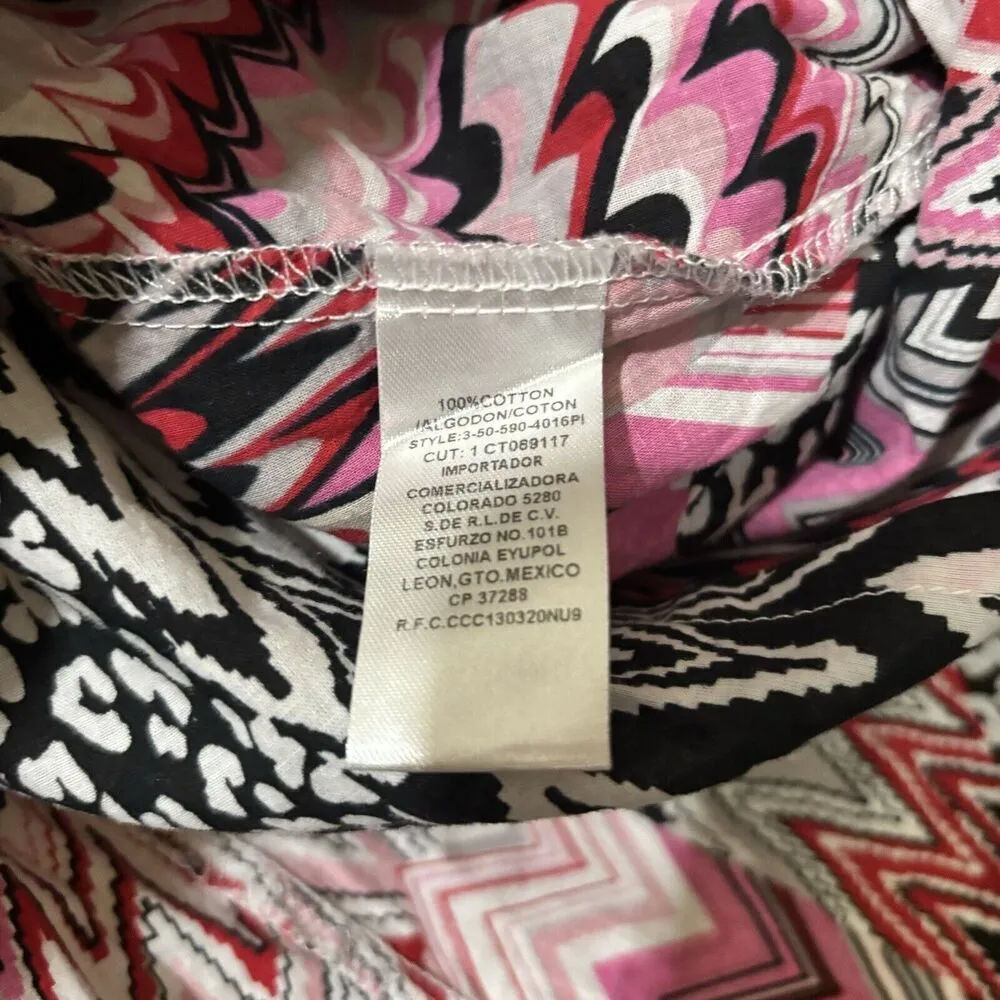 100%COTTON
/ALGODON/COTON
STYLE:3-50-590-4016PI
CUT: 1 CT089117
IMPORTADOR
COMERCIALIZADORA
COLORADO 5280
S.DE R.L.DE C.V.
ESFURZO NO.101B
COLONIA EYUPOL
LEON,GTO.MEXICO
CP 37288
R.F.C.CCC130320NU9